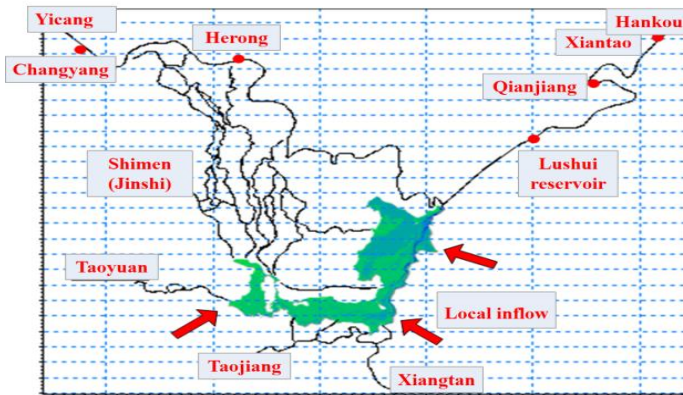 Yicang
Changyang
Herong
Hankou
Xiantao
Qianjiang
Shimen
(Jinshi)
Lushui
reservoir
Taoyuan
Local inflow
Taojiang
Xiangtan